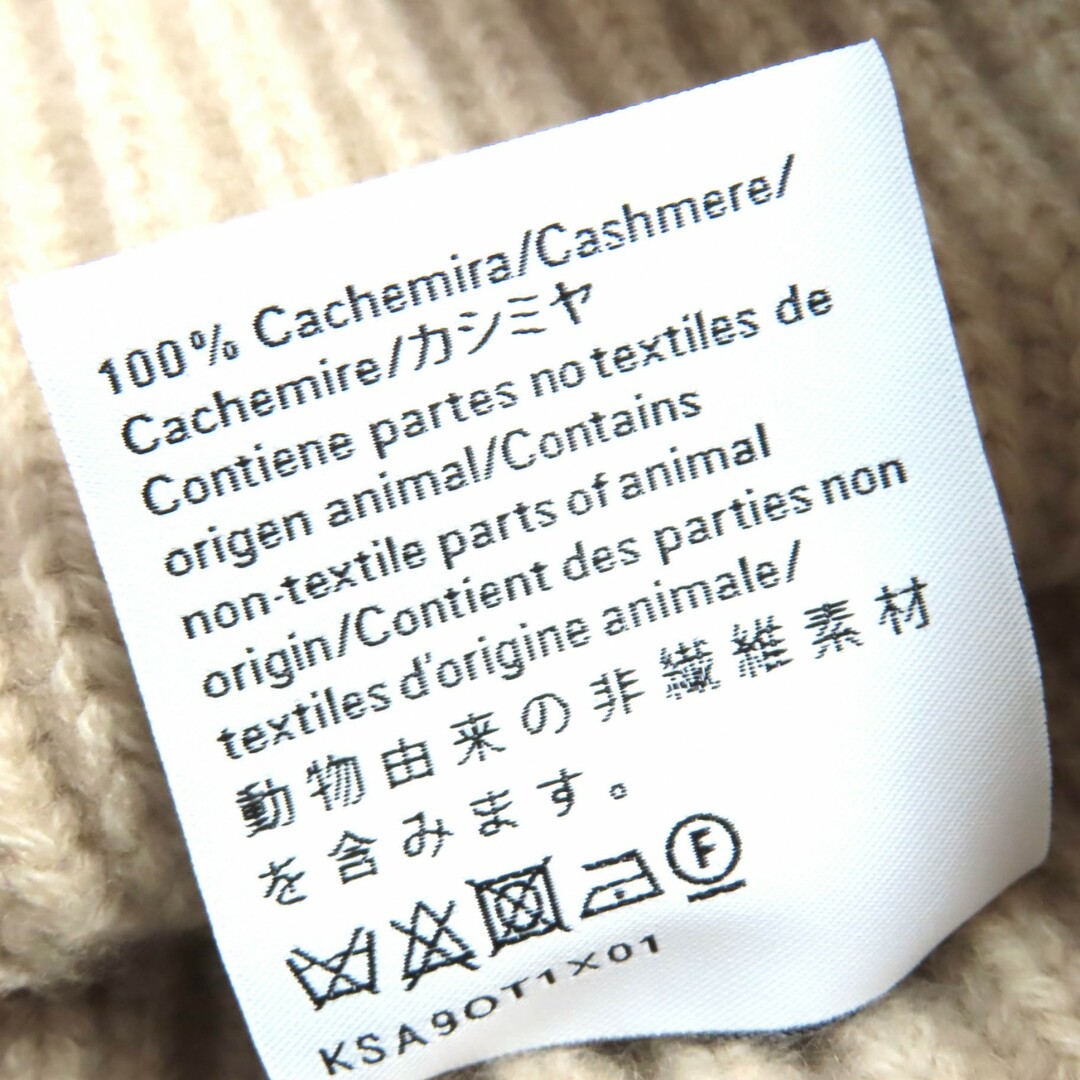 100% Cachemira/Cashmere/
Cachemire/カシミヤ
Contiene partes no textiles de
origen animal/Contains
non-textile parts of animal
origin/Contient des parties non
textiles d'origine animale/
動物由来の非繊維素材
を含みます。
F
KSA9OT1X01